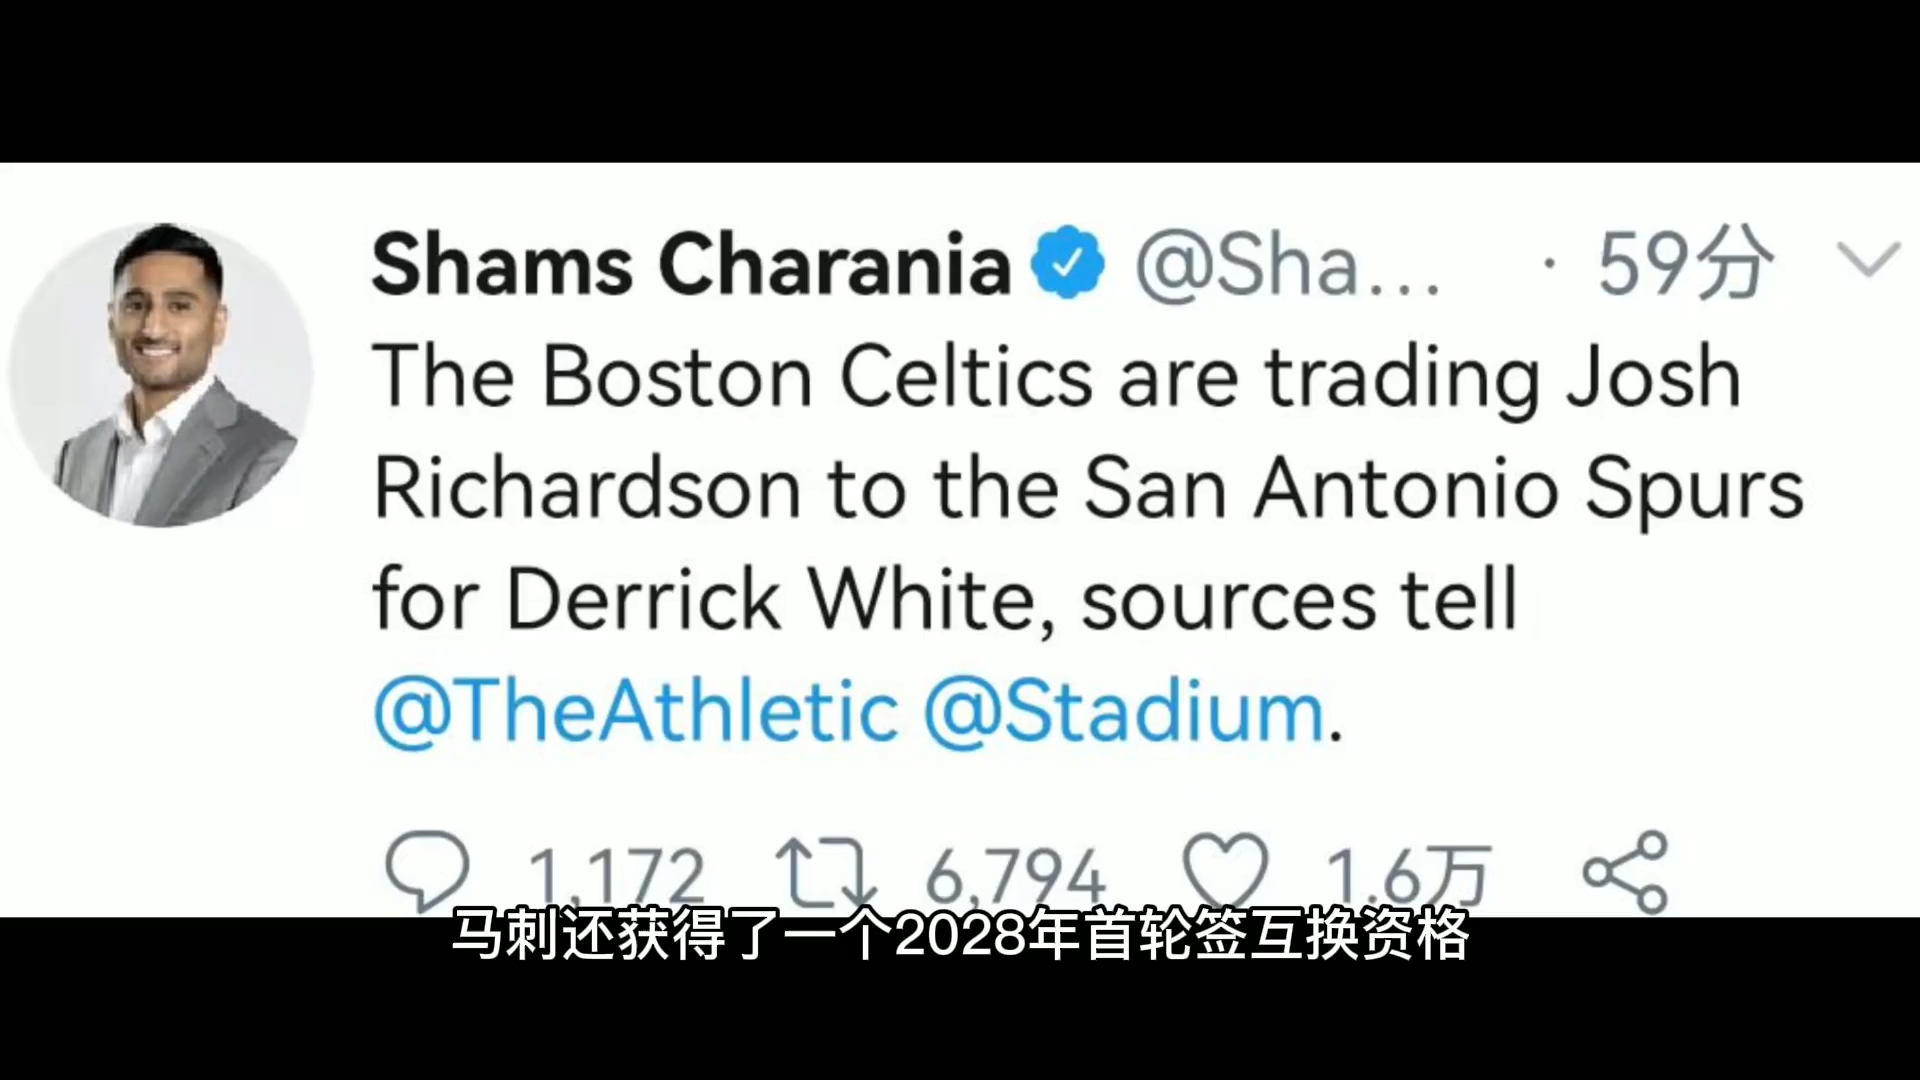 Shams Charania @Sha... · 59分
The Boston Celtics are trading Josh
Richardson to the San Antonio Spurs
for Derrick White, sources tell
@TheAthletic @Stadium.
1,172 6,794 1.6万
马刺还获得了一个2028年首轮签互换资格